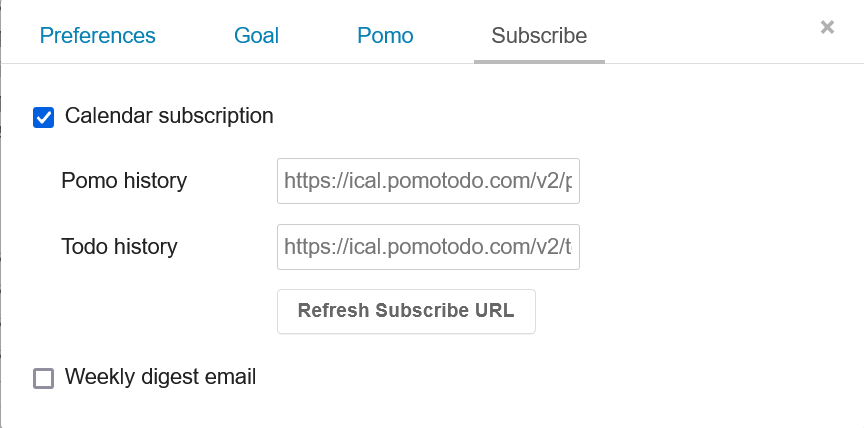 Preferences Goal Pomo Subscribe ×
Calendar subscription
Pomo history https://ical.pomotodo.com/v2/p
Todo history https://ical.pomotodo.com/v2/t
Refresh Subscribe URL
Weekly digest email